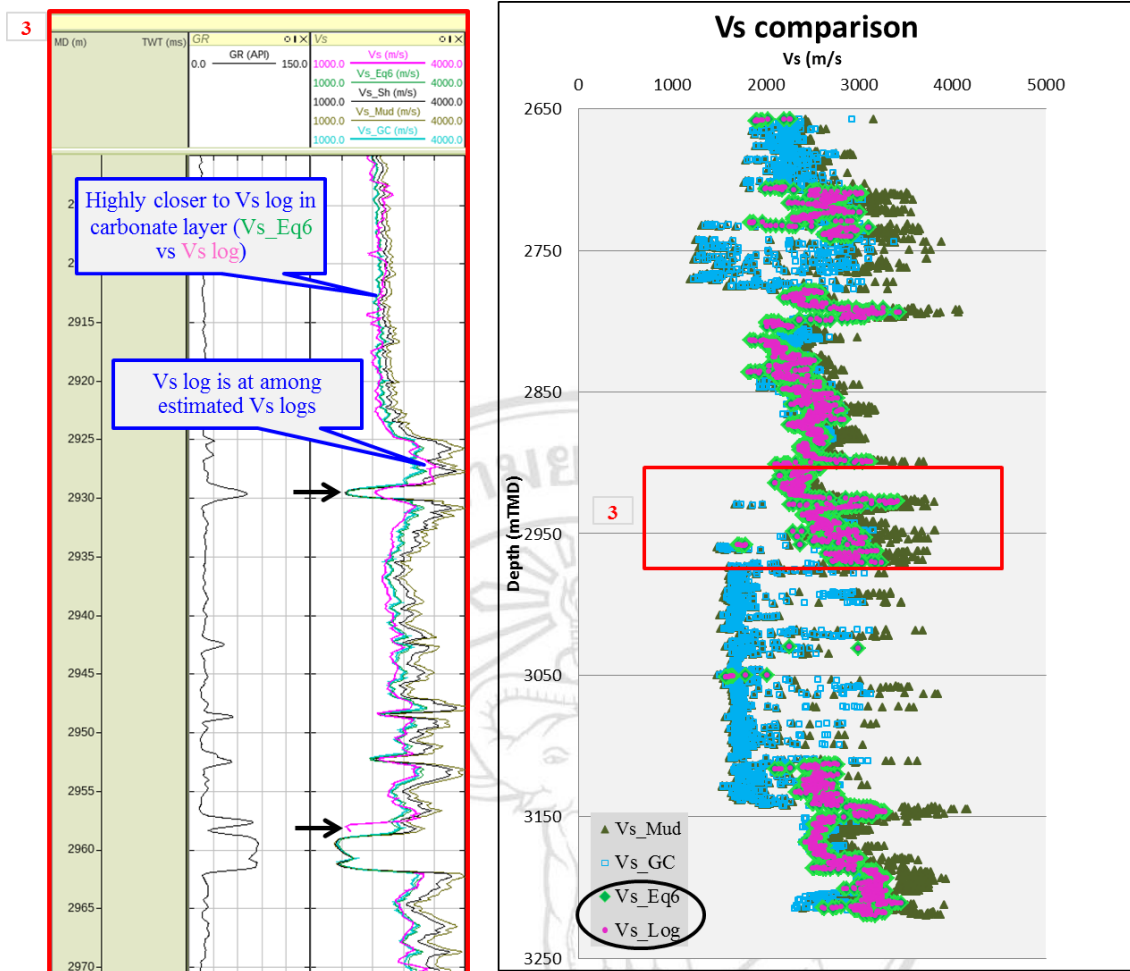 3
MD (m)
TWT (ms)
GR
GR (API)
0.0
150.0
Vs
Vs (m/s)
1000.0
4000.0
Vs_Eq6 (m/s)
1000.0
4000.0
Vs_Sh (m/s)
1000.0
4000.0
Vs_Mud (m/s)
1000.0
4000.0
Vs_GC (m/s)
1000.0
4000.0
Highly closer to Vs log in
carbonate layer (Vs_Eq6
vs Vs log)
Vs log is at among
estimated Vs logs
2915
2920
2925
2930
2935
2940
2945
2950
2955
2960
2965
2970
Vs comparison
Vs (m/s
0
1000
2000
3000
4000
5000
Depth (mTMD)
2650
2750
2850
2950
3050
3150
3250
3
Vs_Mud
Vs_GC
Vs_Eq6
Vs_Log